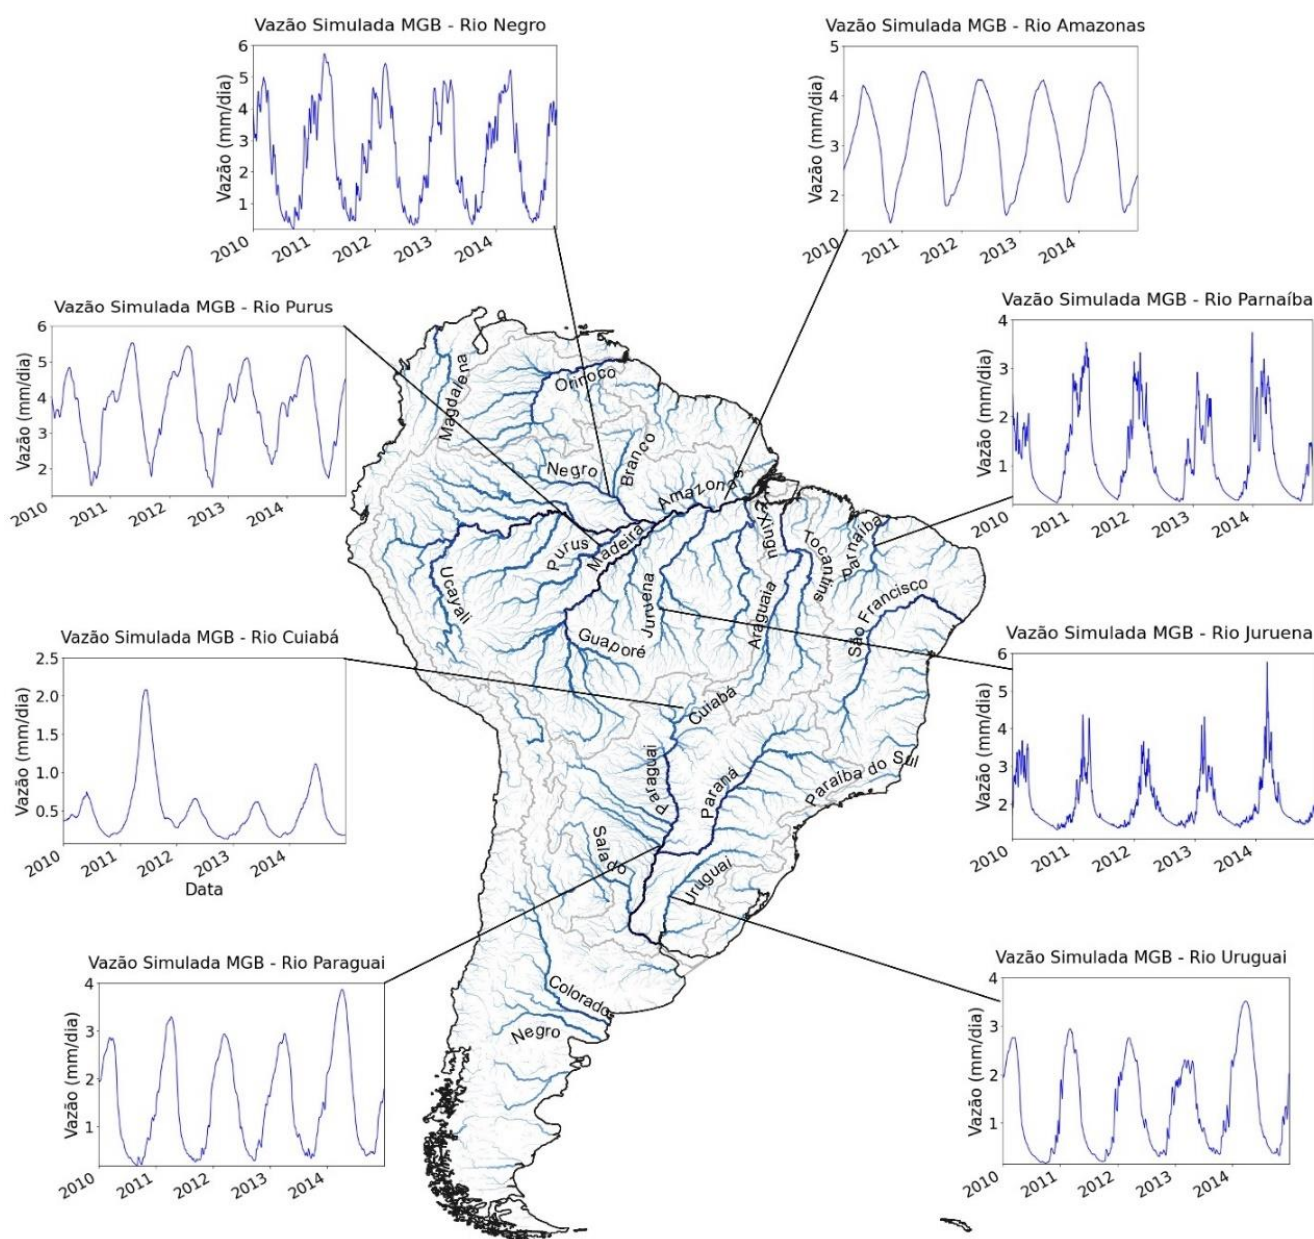 Vazão Simulada MGB - Rio Negro
Vazão (mm/dia)
6
5
4
3
2
1
2010
2011
2012
2013
2014
Vazão Simulada MGB - Rio Amazonas
Vazão (mm/dia)
5
4
3
2
2010
2011
2012
2013
2014
Vazão Simulada MGB - Rio Purus
Vazão (mm/dia)
6
5
4
3
2
2010
2011
2012
2013
2014
Vazão Simulada MGB - Rio Parnaíba
Vazão (mm/dia)
4
3
2
1
2010
2011
2012
2013
2014
Magdalena
Orinoco
Negro
Branco
Amazonas
Purus
Madeira
Xingu
Tocantins
Parnaíba
Ucayali
Juruena
Araguaia
São Francisco
Guaporé
Cuiabá
Paraguai
Paraná
Paraíba do Sul
Salado
Uruguai
Colorado
Negro
Vazão Simulada MGB - Rio Cuiabá
Vazão (mm/dia)
2.5
2.0
1.5
1.0
0.5
2010
2011
2012
2013
2014
Data
Vazão Simulada MGB - Rio Juruena
Vazão (mm/dia)
6
5
4
3
2
2010
2011
2012
2013
2014
Vazão Simulada MGB - Rio Paraguai
Vazão (mm/dia)
4
3
2
1
2010
2011
2012
2013
2014
Vazão Simulada MGB - Rio Uruguai
Vazão (mm/dia)
4
3
2
1
2010
2011
2012
2013
2014